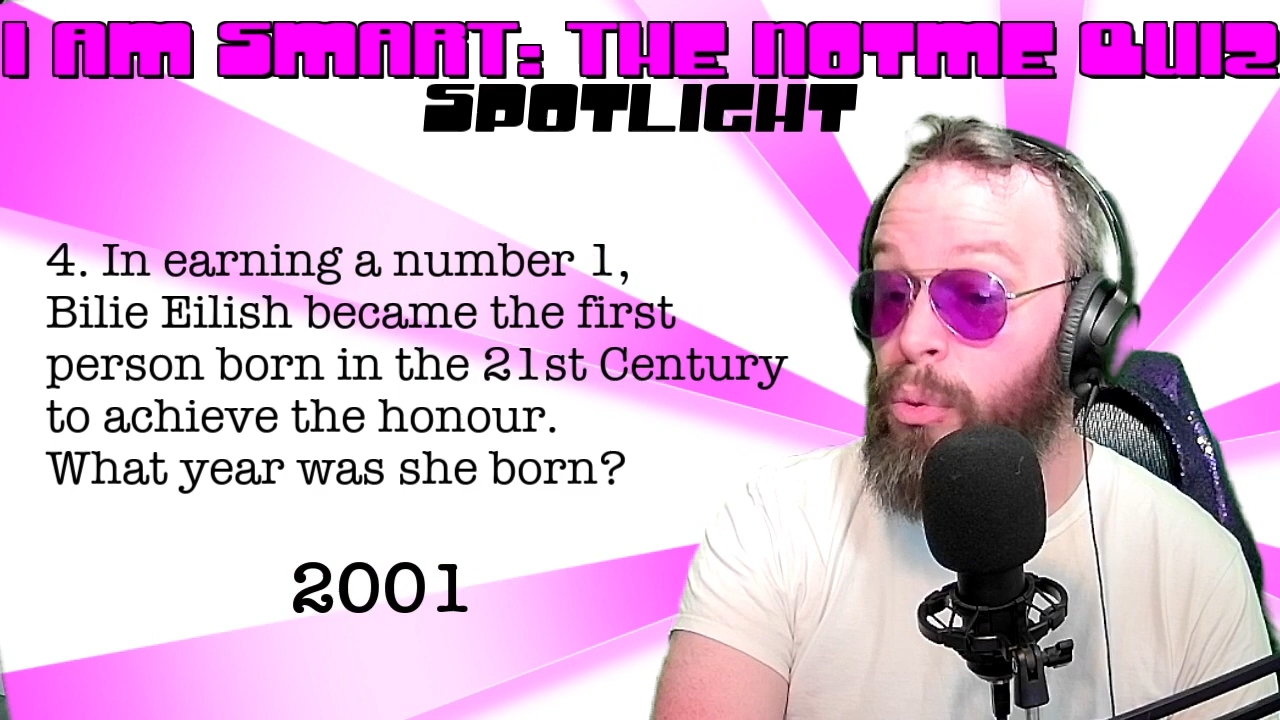 I AM SMART: THE NOTME QUIZ
SPOTLIGHT
4. In earning a number 1,
Bilie Eilish became the first
person born in the 21st Century
to achieve the honour.
What year was she born?
2001